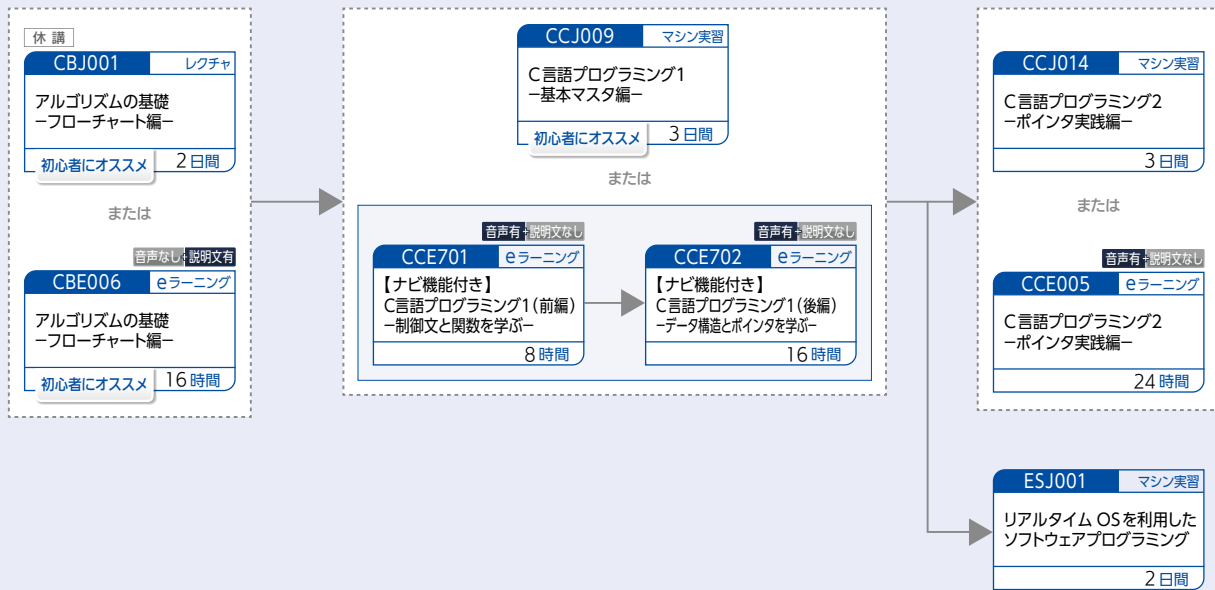 休講
CBJ001 レクチャ
アルゴリズムの基礎
−フローチャート編−
初心者にオススメ 2日間
または
音声なし+説明文有
CBE006 eラーニング
アルゴリズムの基礎
−フローチャート編−
初心者にオススメ 16時間
CCJ009 マシン実習
C言語プログラミング1
−基本マスタ編−
初心者にオススメ 3日間
または
音声有+説明文なし
CCE701 eラーニング
【ナビ機能付き】
C言語プログラミング1(前編)
−制御文と関数を学ぶ−
8時間
音声有+説明文なし
CCE702 eラーニング
【ナビ機能付き】
C言語プログラミング1(後編)
−データ構造とポインタを学ぶ−
16時間
CCJ014 マシン実習
C言語プログラミング2
−ポインタ実践編−
3日間
または
音声有+説明文なし
CCE005 eラーニング
C言語プログラミング2
−ポインタ実践編−
24時間
ESJ001 マシン実習
リアルタイム OSを利用した
ソフトウェアプログラミング
2日間